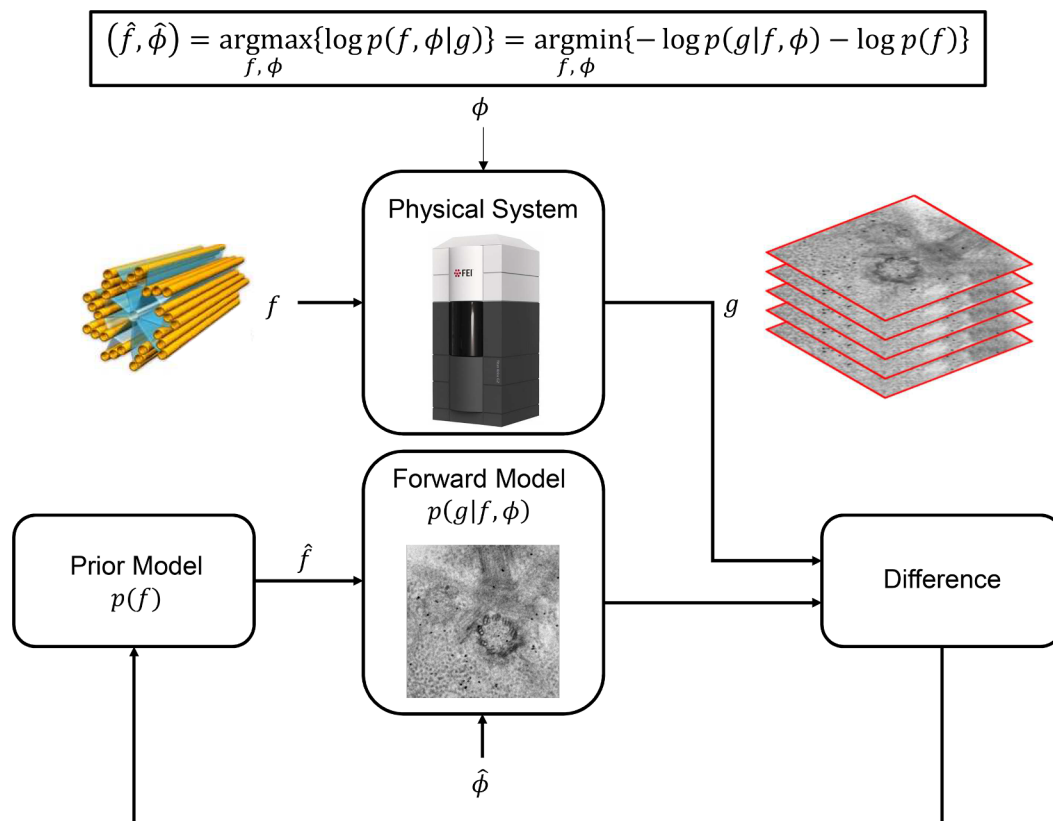 (f̂, ϕ̂) = argmax{log p(f, ϕ|g)} = argmin{−log p(g|f, ϕ) − log p(f)}
f, ϕ f, ϕ
ϕ
Physical System
FEI
f
g
Forward Model
p(g|f, ϕ)
Prior Model
p(f)
f̂
Difference
ϕ̂